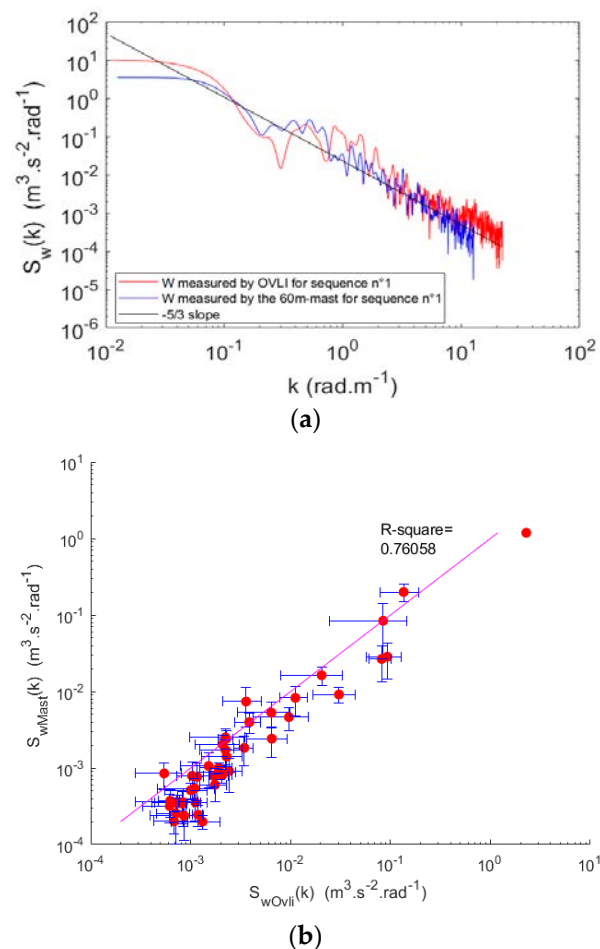 10²
10¹
10⁰
10⁻¹
10⁻²
10⁻³
10⁻⁴
10⁻⁵
10⁻⁶
S_w(k) (m³.s⁻².rad⁻¹)
W measured by OVLI for sequence n°1
W measured by the 60m-mast for sequence n°1
-5/3 slope
10⁻² 10⁻¹ 10⁰ 10¹ 10²
k (rad.m⁻¹)
(a)
10¹
10⁰
10⁻¹
10⁻²
10⁻³
10⁻⁴
S_wMast(k) (m³.s⁻².rad⁻¹)
R-square=
0.76058
10⁻⁴ 10⁻³ 10⁻² 10⁻¹ 10⁰ 10¹
S_wOvli(k) (m³.s⁻².rad⁻¹)
(b)